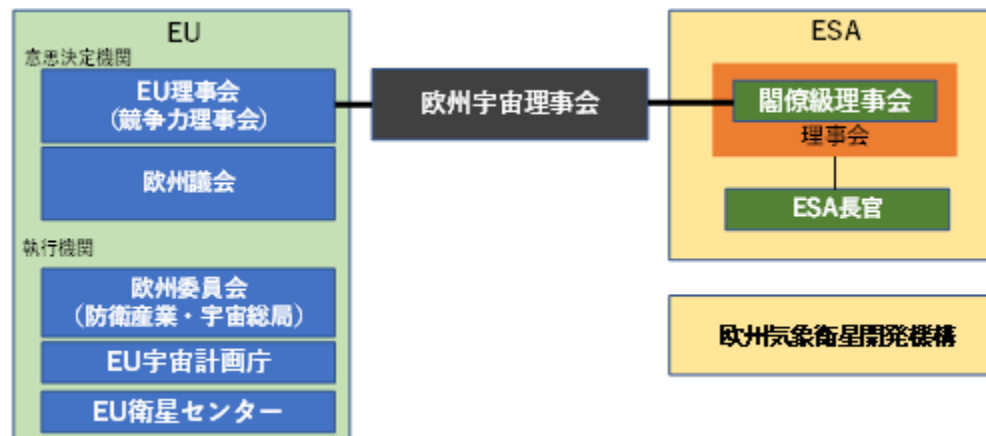 EU
意思決定機関
EU理事会
(競争力理事会)
欧州議会
執行機関
欧州委員会
(防衛産業・宇宙総局)
EU宇宙計画庁
EU衛星センター
欧州宇宙理事会
ESA
閣僚級理事会
理事会
ESA長官
欧州気象衛星開発機構